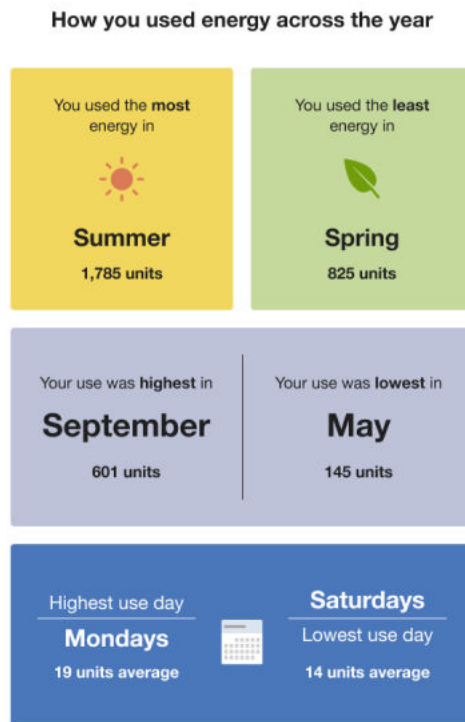 How you used energy across the year
You used the most
energy in
Summer
1,785 units
You used the least
energy in
Spring
825 units
Your use was highest in
September
601 units
Your use was lowest in
May
145 units
Highest use day
Mondays
19 units average
Saturdays
Lowest use day
14 units average